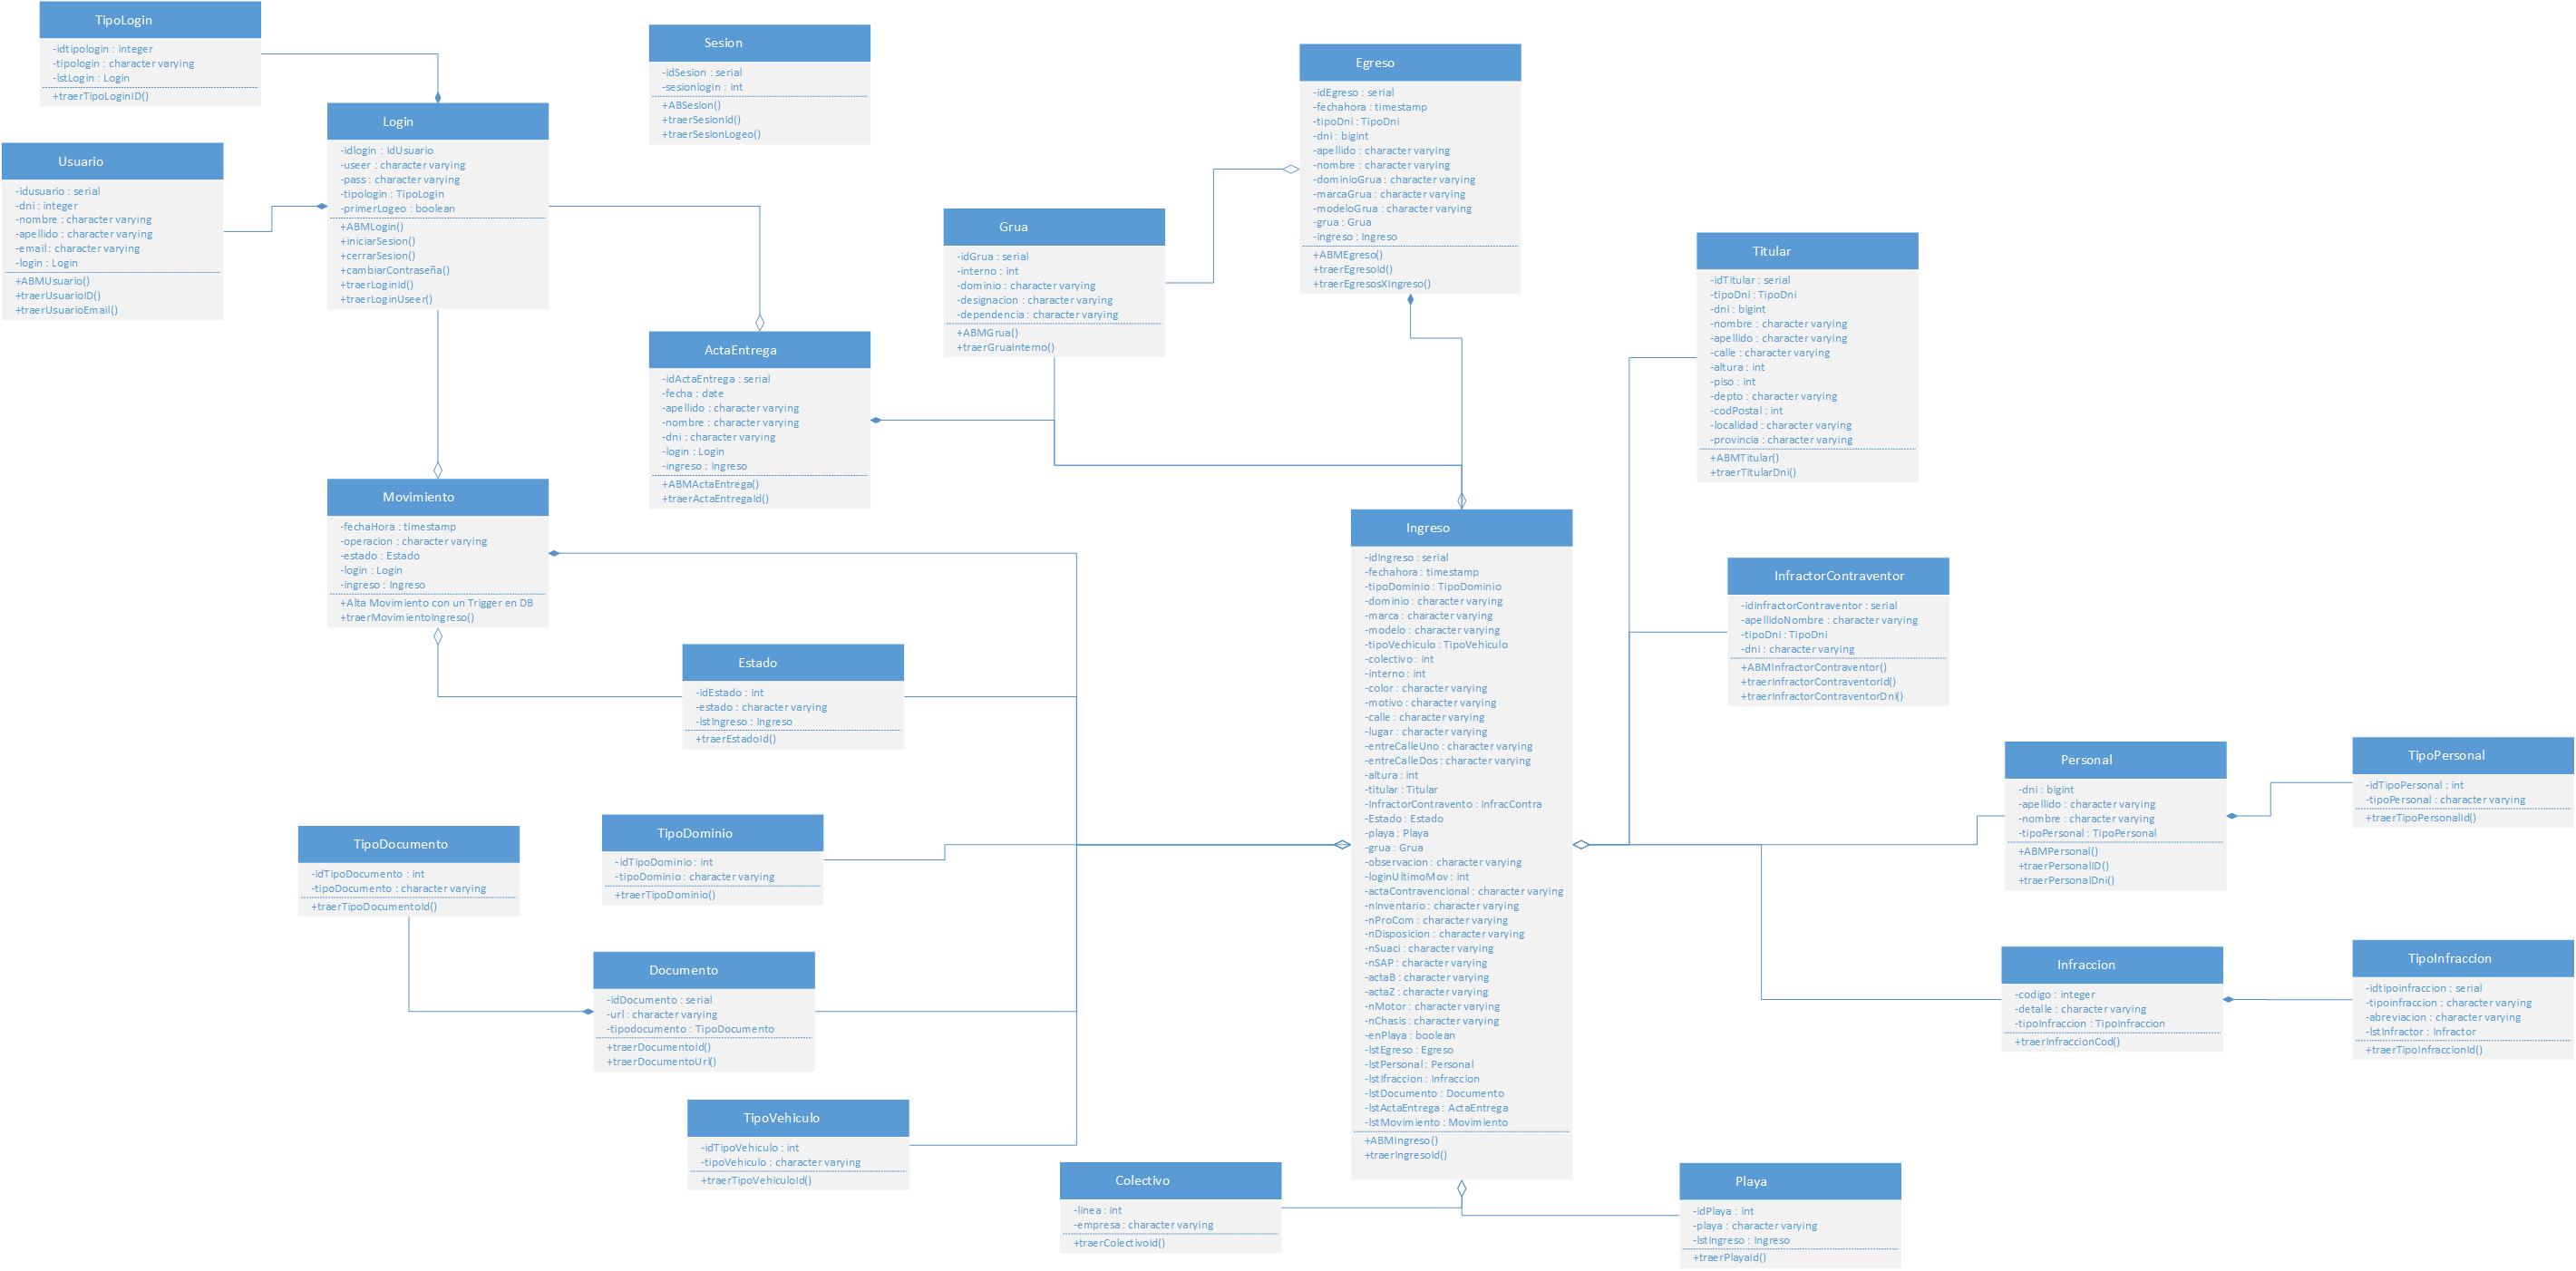 TipoLogin
-idtipologin : integer
-tipologin : character varying
-lstLogin : Login
+traerTipoLoginID()
Usuario
-idusuario : serial
-dni : integer
-nombre : character varying
-apellido : character varying
-email : character varying
-login : Login
+ABMUsuario()
+traerUsuarioID()
+traerUsuarioEmail()
Login
-idlogin : IdUsuario
-useer : character varying
-pass : character varying
-tipologin : TipoLogin
-primerLogeo : boolean
+ABMLogin()
+iniciarSesion()
+cerrarSesion()
+cambiarContraseña()
+traerLoginId()
+traerLoginUseer()
Sesion
-idSesion : serial
-sesionlogin : int
+ABSesion()
+traerSesionId()
+traerSesionLogeo()
Egreso
-idEgreso : serial
-fechahora : timestamp
-tipoDni : TipoDni
-dni : bigint
-apellido : character varying
-nombre : character varying
-dominioGrua : character varying
-marcaGrua : character varying
-modeloGrua : character varying
-grua : Grua
-ingreso : Ingreso
+ABMEgreso()
+traerEgresoId()
+traerEgresosXIngreso()
Grua
-idGrua : serial
-interno : int
-dominio : character varying
-designacion : character varying
-dependencia : character varying
+ABMGrua()
+traerGruaInterno()
Titular
-idTitular : serial
-tipoDni : TipoDni
-dni : bigint
-nombre : character varying
-apellido : character varying
-calle : character varying
-altura : int
-piso : int
-depto : character varying
-codPostal : int
-localidad : character varying
-provincia : character varying
+ABMTitular()
+traerTitularDni()
ActaEntrega
-idActaEntrega : serial
-fecha : date
-apellido : character varying
-nombre : character varying
-dni : character varying
-login : Login
-ingreso : Ingreso
+ABMActaEntrega()
+traerActaEntregaId()
Movimiento
-fechaHora : timestamp
-operacion : character varying
-estado : Estado
-login : Login
-ingreso : Ingreso
+Alta Movimiento con un Trigger en DB
+traerMovimientoIngreso()
Ingreso
-idIngreso : serial
-fechahora : timestamp
-tipoDominio : TipoDominio
-dominio : character varying
-marca : character varying
-modelo : character varying
-tipoVechiculo : TipoVehiculo
-colectivo : int
-interno : int
-color : character varying
-motivo : character varying
-calle : character varying
-lugar : character varying
-entreCalleUno : character varying
-entreCalleDos : character varying
-altura : int
-titular : Titular
-InfractorContravento : InfracContra
-Estado : Estado
-playa : Playa
-grua : Grua
-observacion : character varying
-loginUltimoMov : int
-actaContravencional : character varying
-nInventario : character varying
-nProCom : character varying
-nDisposicion : character varying
-nSuaci : character varying
-nSAP : character varying
-actaB : character varying
-actaZ : character varying
-nMotor : character varying
-nChasis : character varying
-enPlaya : boolean
-lstEgreso : Egreso
-lstPersonal : Personal
-lstIfraccion : Infraccion
-lstDocumento : Documento
-lstActaEntrega : ActaEntrega
-lstMovimiento : Movimiento
+ABMIngreso()
+traerIngresoId()
InfractorContraventor
-idInfractorContraventor : serial
-apellidoNombre : character varying
-tipoDni : TipoDni
-dni : character varying
+ABMInfractorContraventor()
+traerInfractorContraventorId()
+traerInfractorContraventorDni()
Estado
-idEstado : int
-estado : character varying
-lstIngreso : Ingreso
+traerEstadoId()
Personal
-dni : bigint
-apellido : character varying
-nombre : character varying
-tipoPersonal : TipoPersonal
+ABMPersonal()
+traerPersonalID()
+traerPersonalDni()
TipoPersonal
-idTipoPersonal : int
-tipoPersonal : character varying
+traerTipoPersonalId()
TipoDocumento
-idTipoDocumento : int
-tipoDocumento : character varying
+traerTipoDocumentoId()
TipoDominio
-idTipoDominio : int
-tipoDominio : character varying
+traerTipoDominio()
Documento
-idDocumento : serial
-url : character varying
-tipodocumento : TipoDocumento
+traerDocumentoId()
+traerDocumentoUrl()
Infraccion
-codigo : integer
-detalle : character varying
-tipoInfraccion : TipoInfraccion
+traerInfraccionCod()
TipoInfraccion
-idtipoinfraccion : serial
-tipoinfraccion : character varying
-abreviacion : character varying
-lstInfractor : Infractor
+traerTipoInfraccionId()
TipoVehiculo
-idTipoVehiculo : int
-tipoVehiculo : character varying
+traerTipoVehiculoId()
Colectivo
-linea : int
-empresa : character varying
+traerColectivoId()
Playa
-idPlaya : int
-playa : character varying
-lstIngreso : Ingreso
+traerPlayaId()